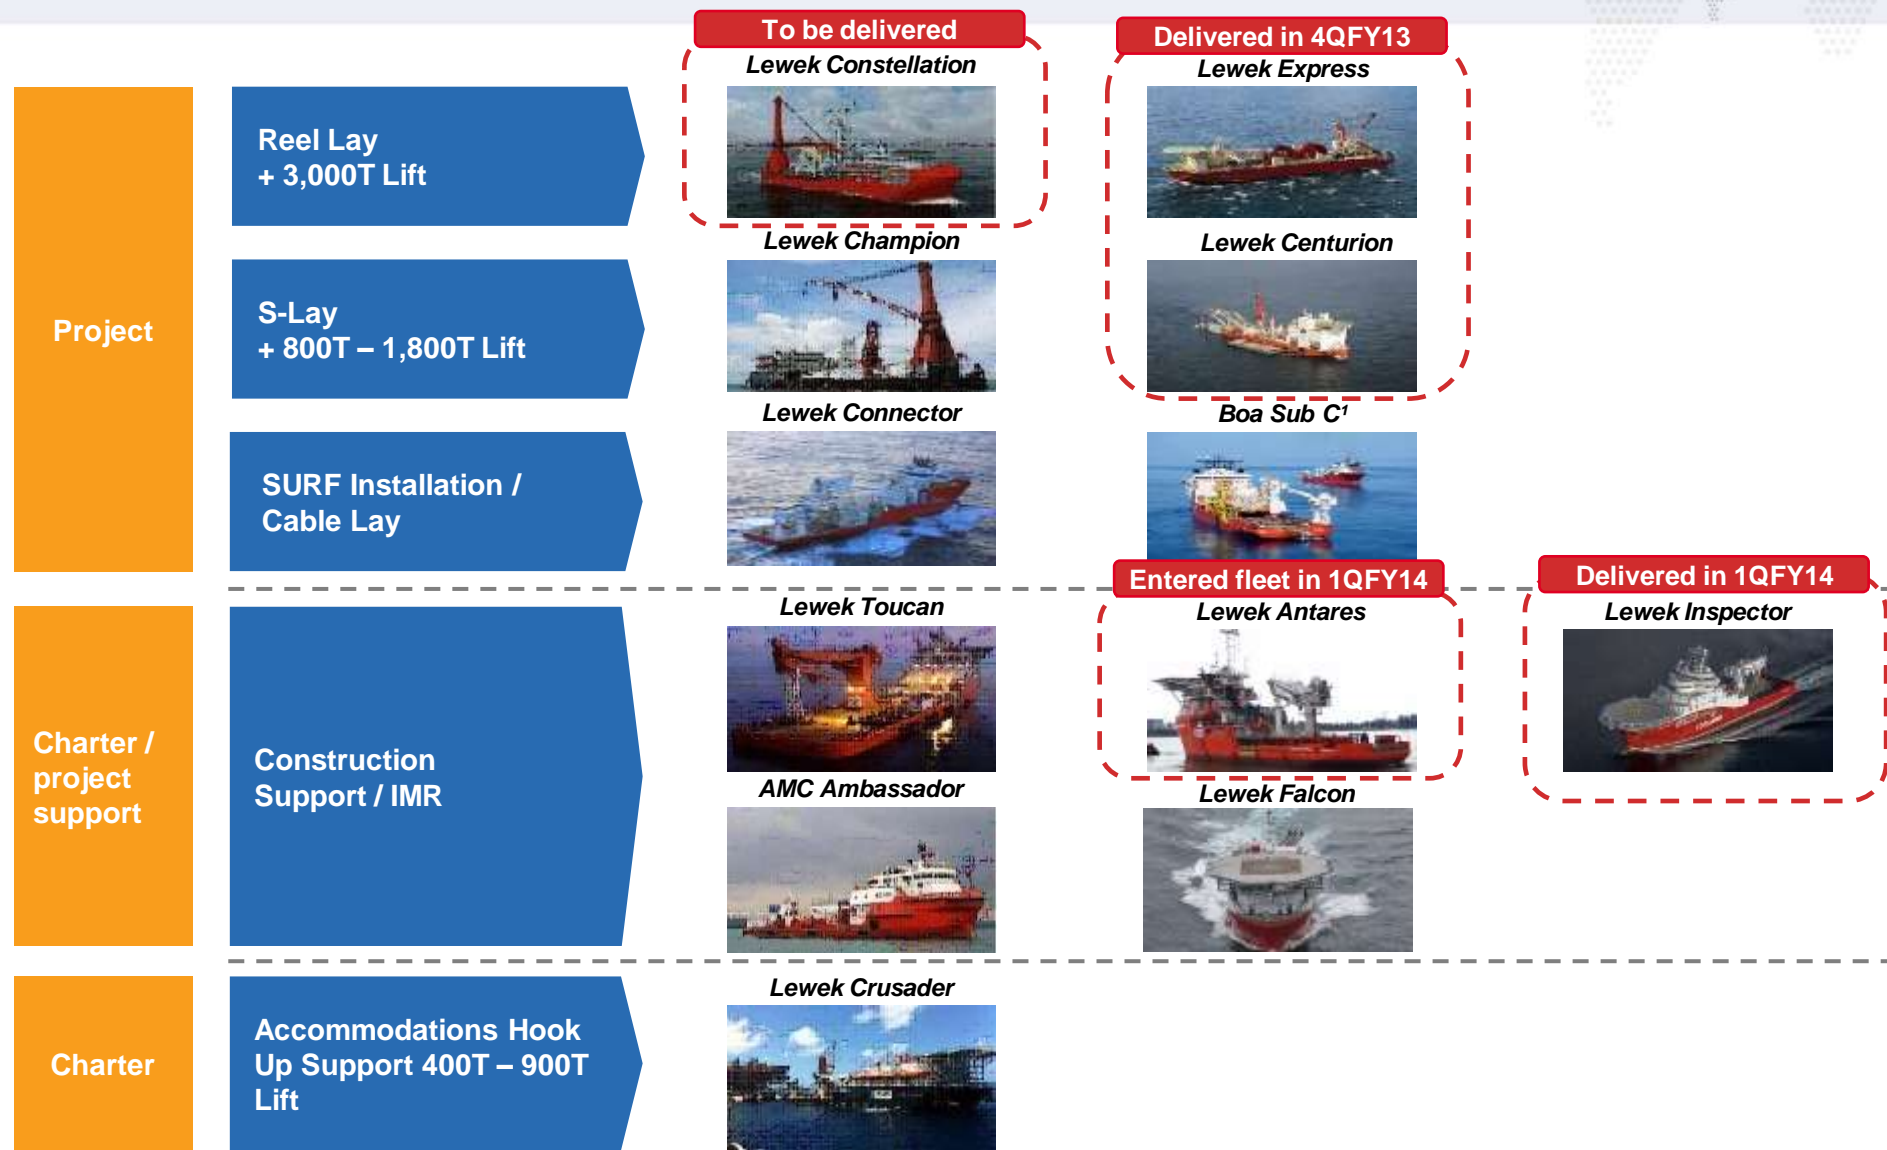 To be delivered
Delivered in 4QFY13
Lewek Constellation
Lewek Express
Reel Lay
+ 3,000T Lift
Lewek Champion
Lewek Centurion
Project
S-Lay
+ 800T – 1,800T Lift
Lewek Connector
Boa Sub C¹
SURF Installation /
Cable Lay
Entered fleet in 1QFY14
Delivered in 1QFY14
Lewek Toucan
Lewek Antares
Lewek Inspector
Charter /
project
support
Construction
Support / IMR
AMC Ambassador
Lewek Falcon
Lewek Crusader
Charter
Accommodations Hook
Up Support 400T – 900T
Lift